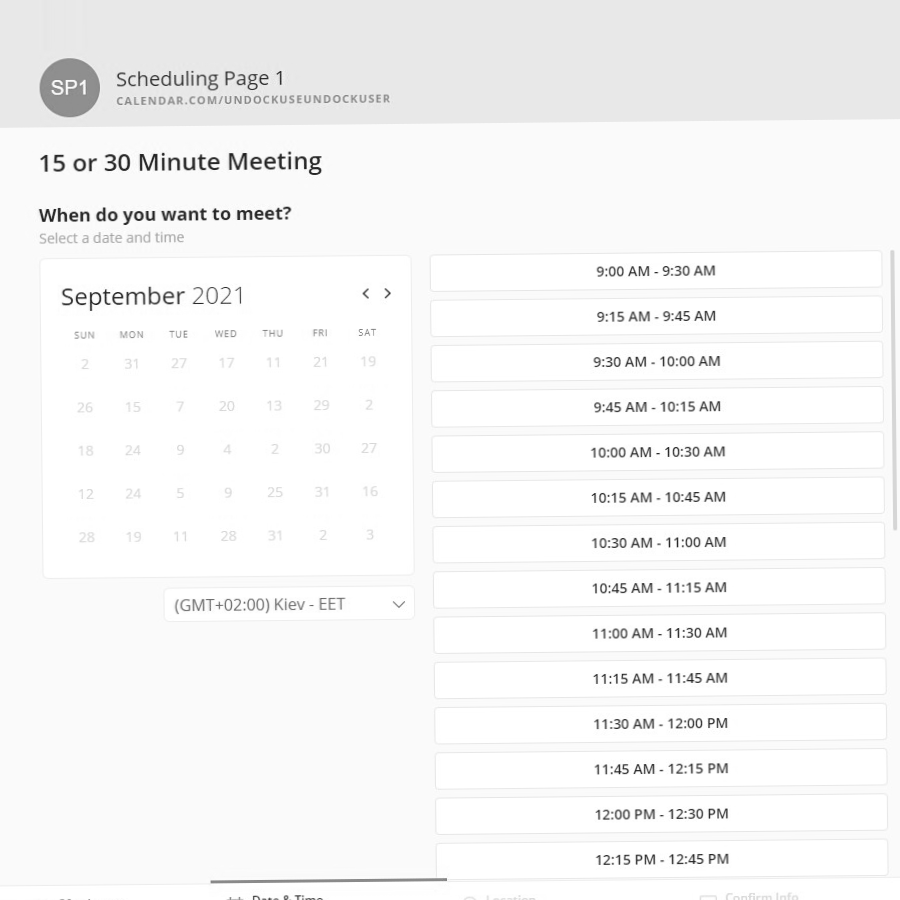 SP1
Scheduling Page 1
CALENDAR.COM/UNDOCKUSEUNDOCKUSER
15 or 30 Minute Meeting
When do you want to meet?
Select a date and time
September 2021
SUN MON TUE WED THU FRI SAT
2 31 27 17 11 21 19
26 15 7 20 13 29 2
18 24 9 4 2 30 27
12 24 5 9 25 31 16
28 19 11 28 31 2 3
(GMT+02:00) Kiev - EET
9:00 AM - 9:30 AM
9:15 AM - 9:45 AM
9:30 AM - 10:00 AM
9:45 AM - 10:15 AM
10:00 AM - 10:30 AM
10:15 AM - 10:45 AM
10:30 AM - 11:00 AM
10:45 AM - 11:15 AM
11:00 AM - 11:30 AM
11:15 AM - 11:45 AM
11:30 AM - 12:00 PM
11:45 AM - 12:15 PM
12:00 PM - 12:30 PM
12:15 PM - 12:45 PM
Date & Time Location Confirm Info